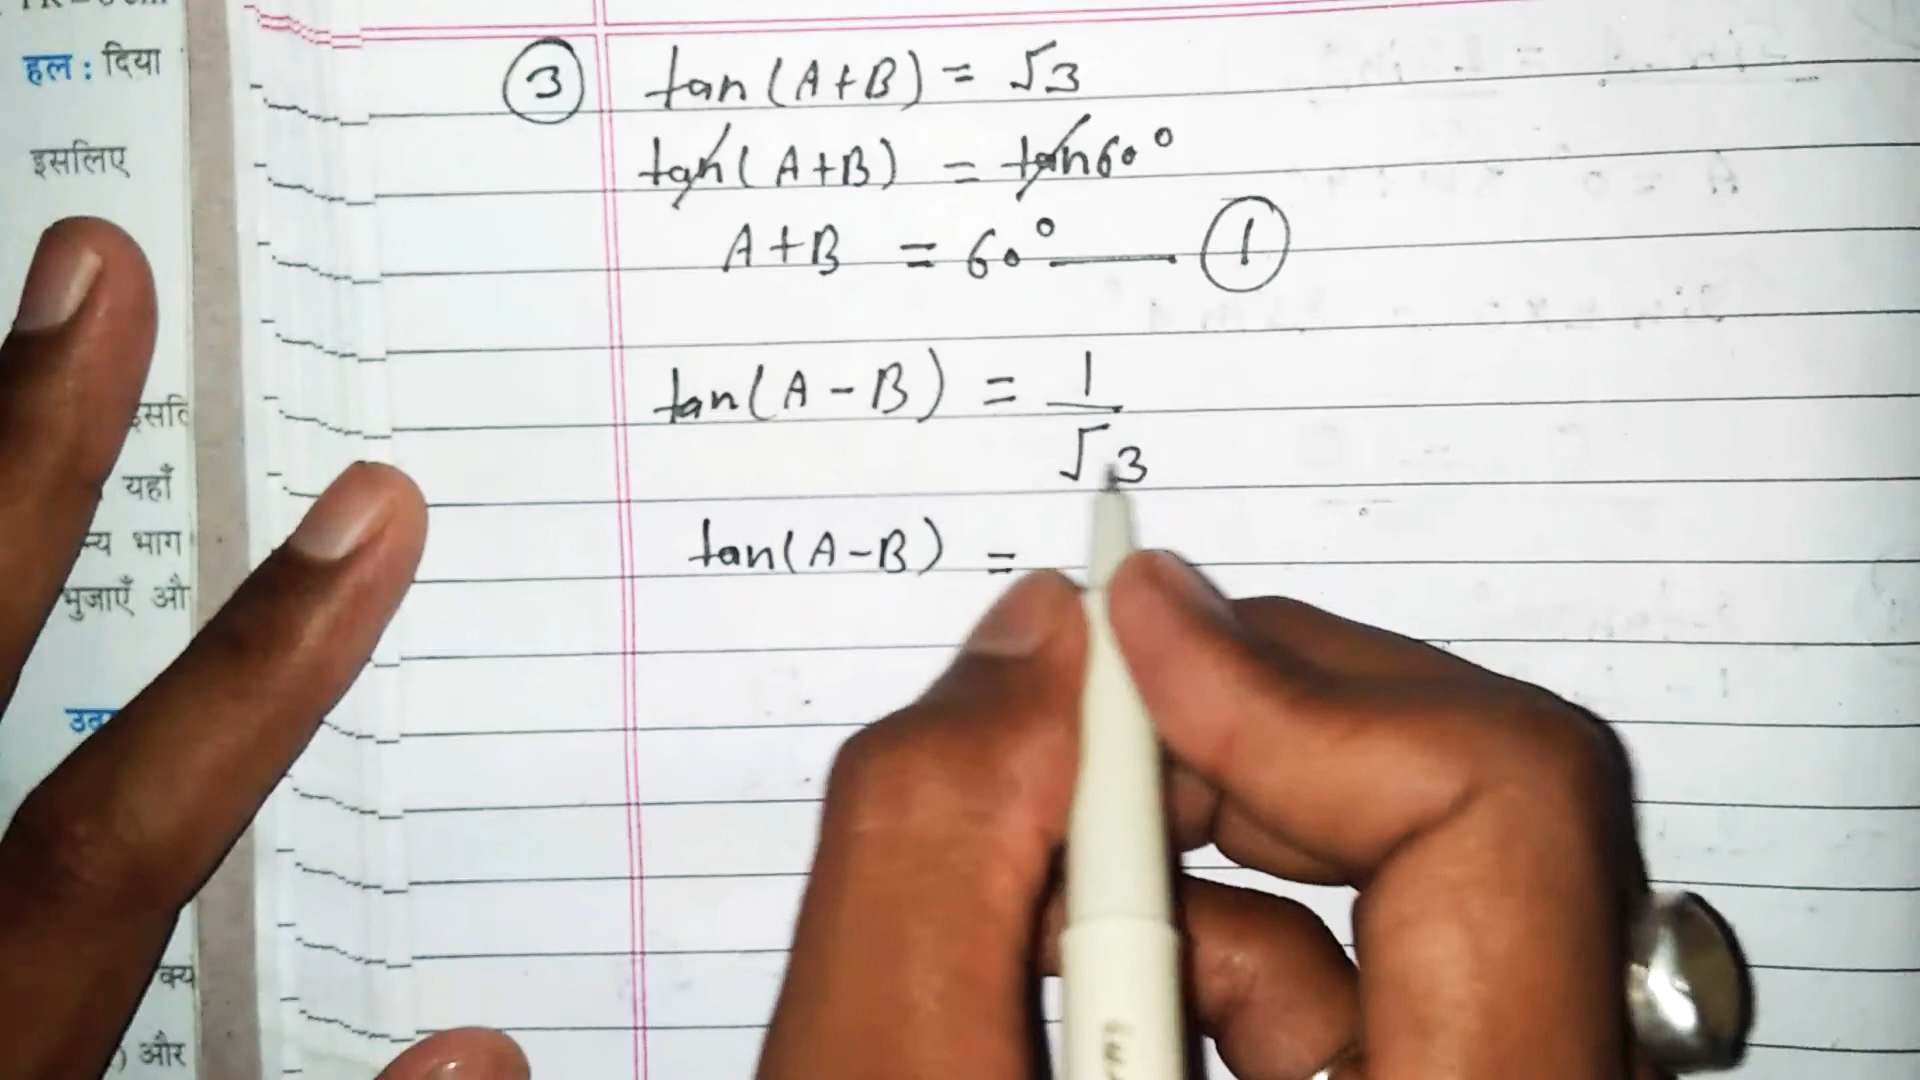 हल : दिया
इसलिए
यहाँ
भाग
भुजाएँ औ
) और
③ tan(A+B) = √3
tan(A+B) = tan60°
A+B = 60° —— ①
tan(A-B) = 1/√3
tan(A-B) =